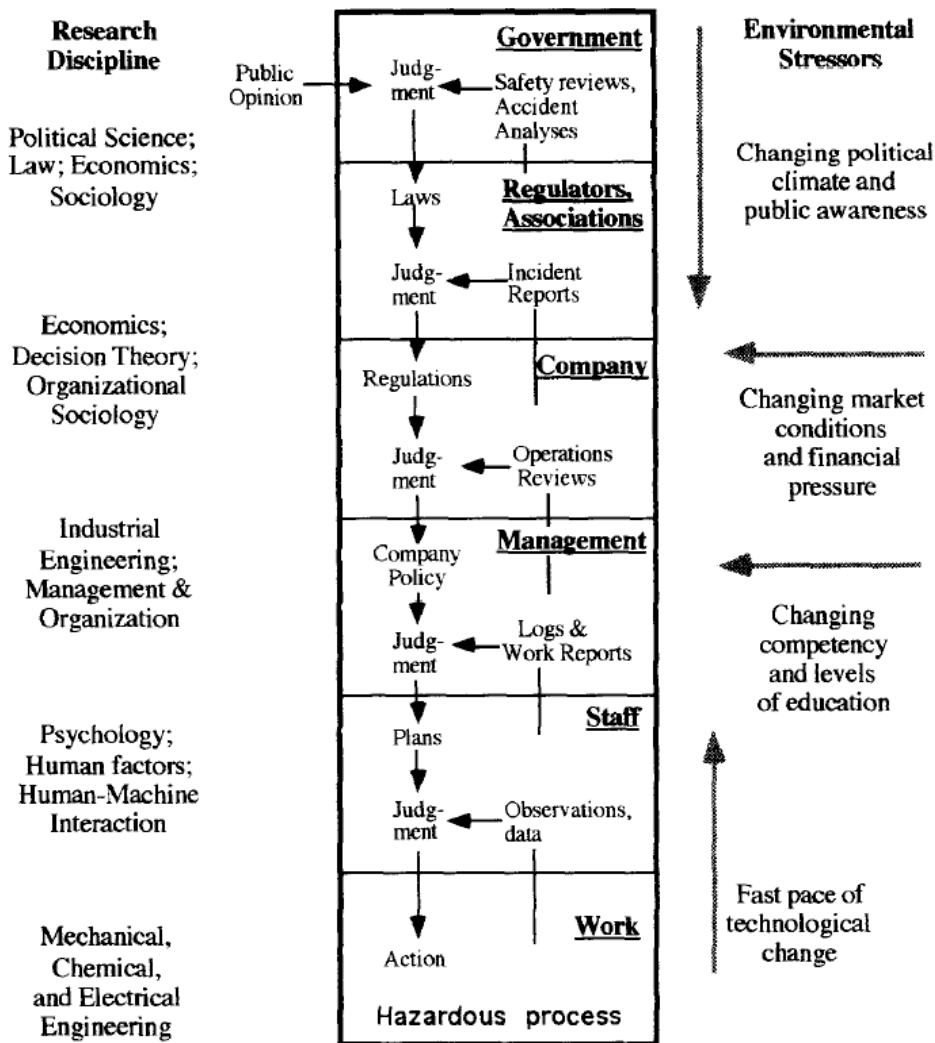 Research
Discipline
Political Science;
Law; Economics;
Sociology
Economics;
Decision Theory;
Organizational
Sociology
Industrial
Engineering;
Management &
Organization
Psychology;
Human factors;
Human-Machine
Interaction
Mechanical,
Chemical,
and Electrical
Engineering
Public
Opinion
Government
Judg-
ment
Safety reviews,
Accident
Analyses
Laws
Regulators,
Associations
Judg-
ment
Incident
Reports
Company
Regulations
Judg-
ment
Operations
Reviews
Management
Company
Policy
Judg-
ment
Logs &
Work Reports
Staff
Plans
Judg-
ment
Observations,
data
Work
Action
Hazardous process
Environmental
Stressors
Changing political
climate and
public awareness
Changing market
conditions
and financial
pressure
Changing
competency
and levels
of education
Fast pace of
technological
change